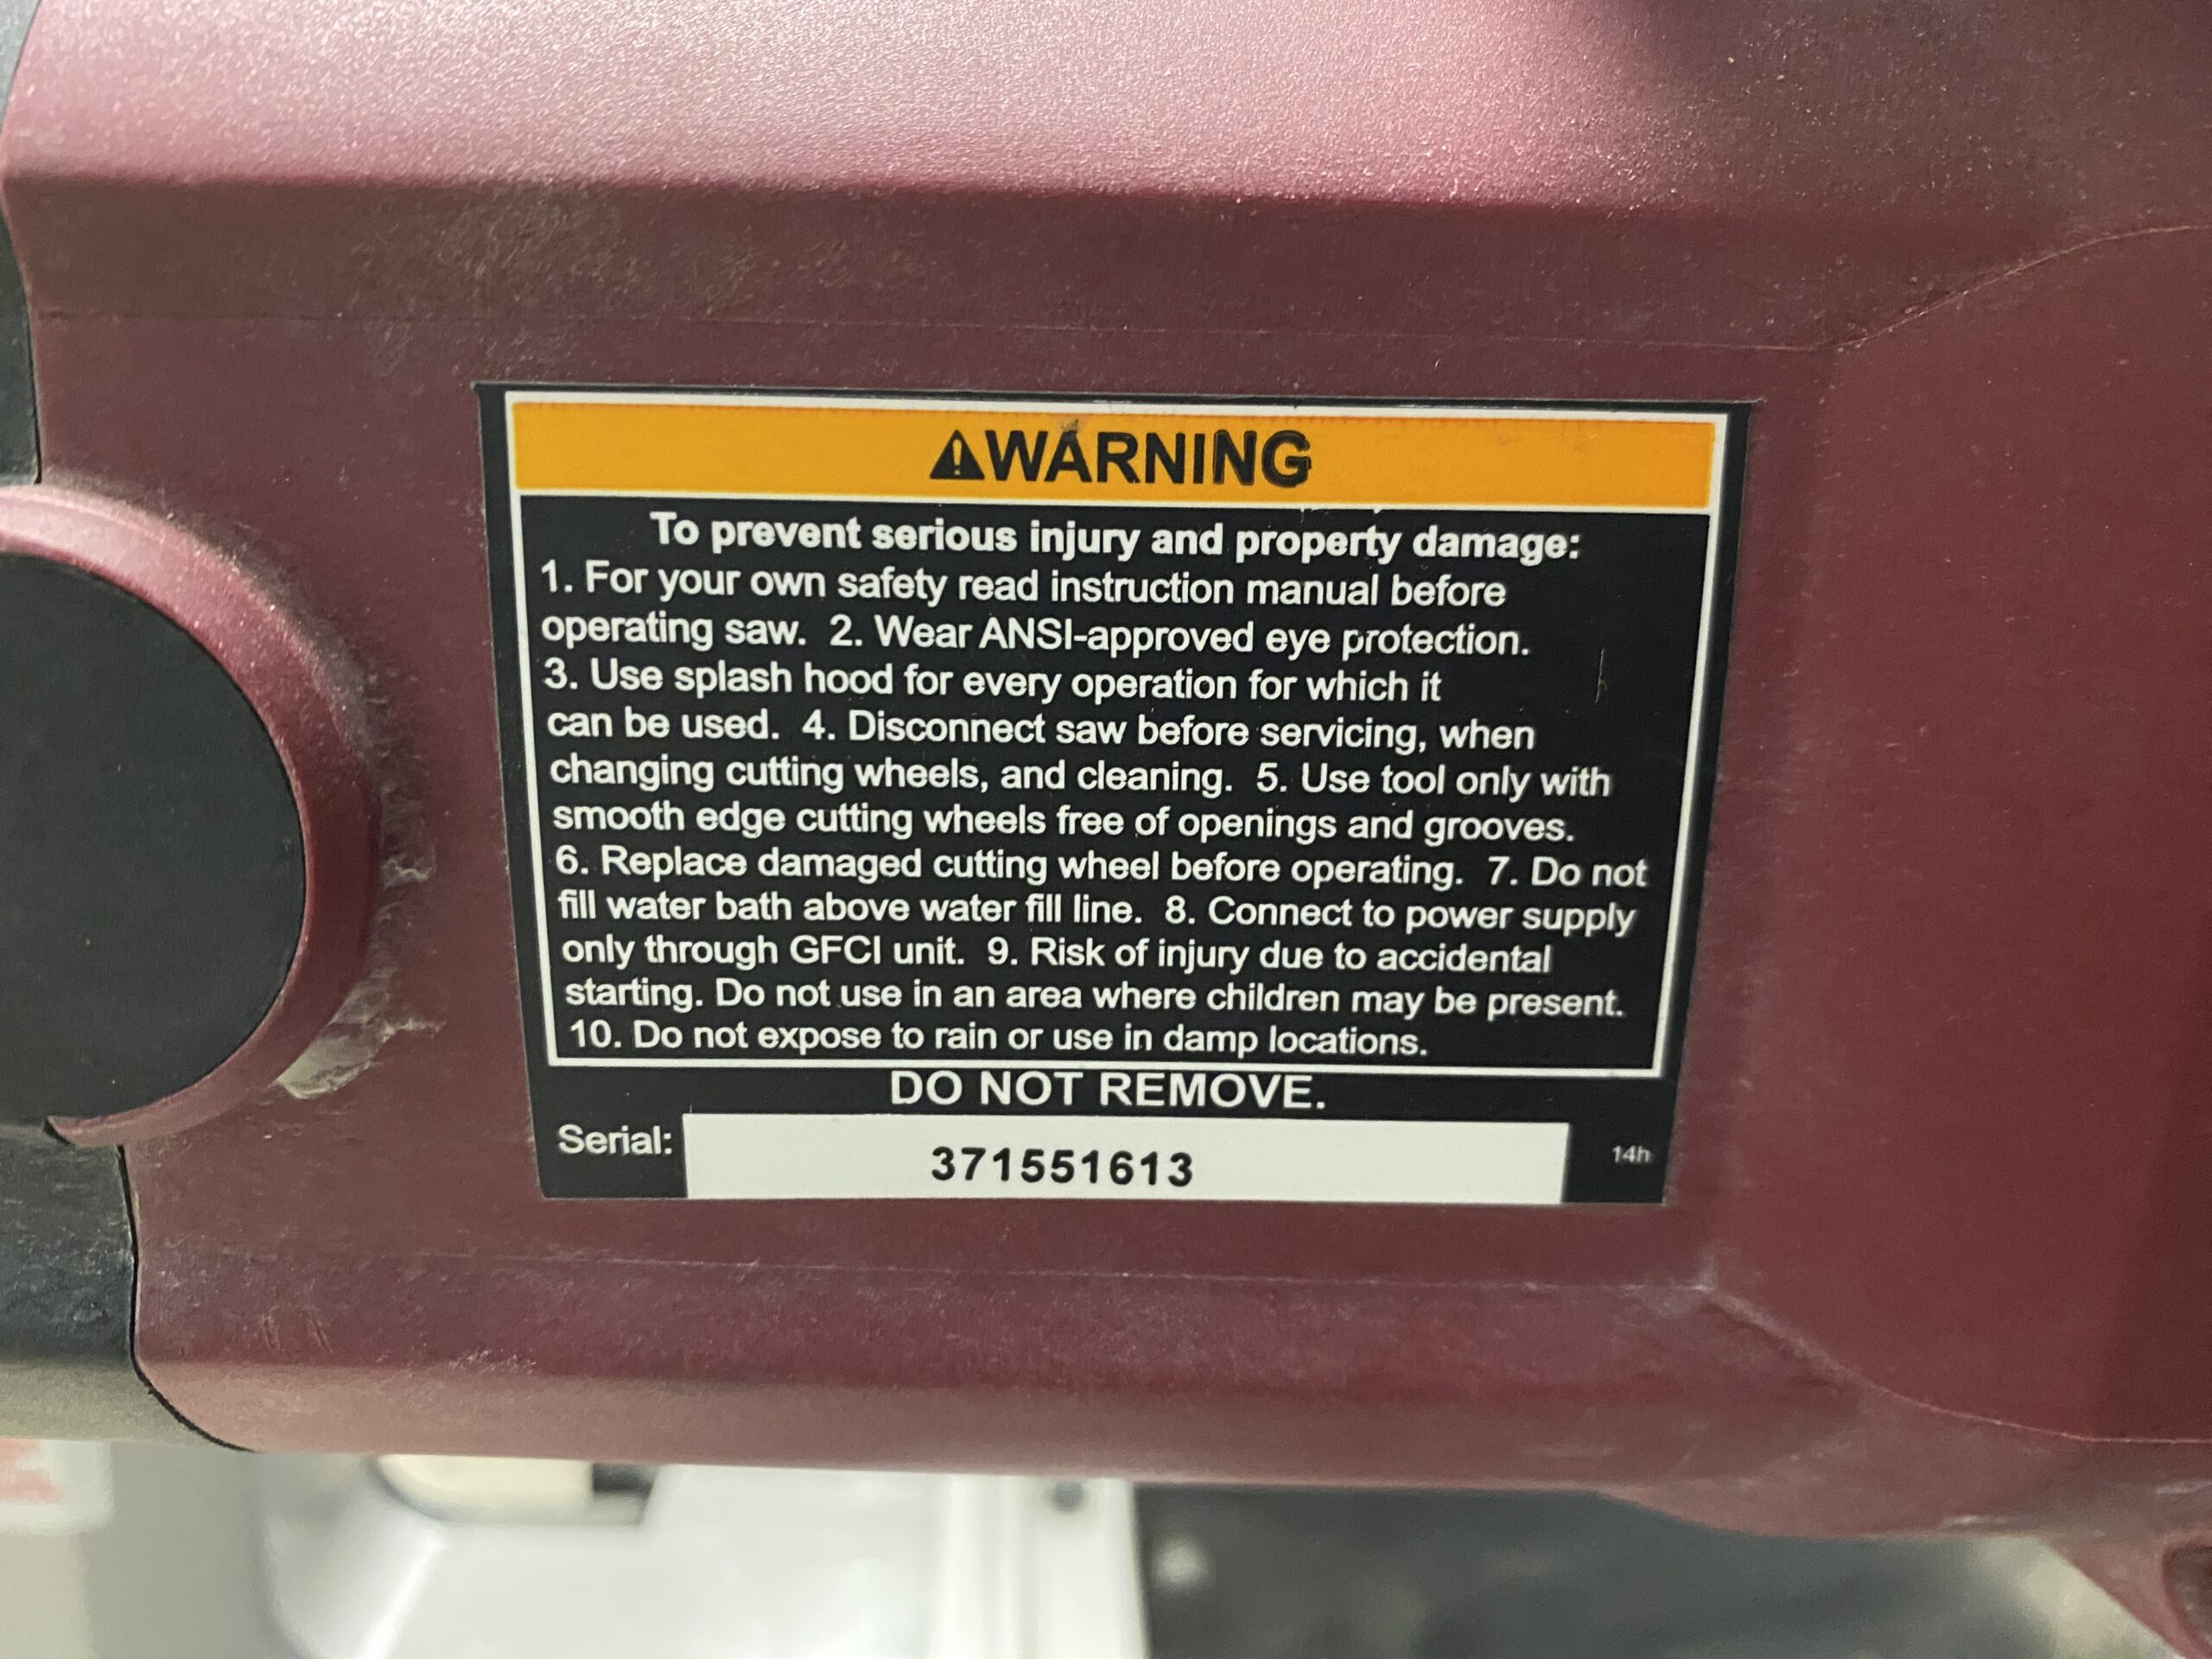 ⚠WARNING
To prevent serious injury and property damage:
1. For your own safety read instruction manual before
operating saw.  2. Wear ANSI-approved eye protection.
3. Use splash hood for every operation for which it
can be used.  4. Disconnect saw before servicing, when
changing cutting wheels, and cleaning.  5. Use tool only with
smooth edge cutting wheels free of openings and grooves.
6. Replace damaged cutting wheel before operating.  7. Do not
fill water bath above water fill line.  8. Connect to power supply
only through GFCI unit.  9. Risk of injury due to accidental
starting. Do not use in an area where children may be present.
10. Do not expose to rain or use in damp locations.
DO NOT REMOVE.
Serial: 371551613 14h